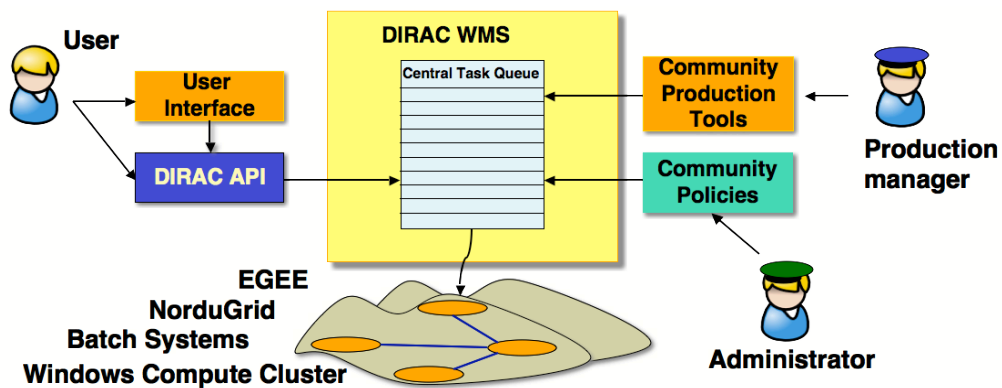 User
User
Interface
DIRAC API
DIRAC WMS
Central Task Queue
Community
Production
Tools
Community
Policies
Production
manager
Administrator
EGEE
NorduGrid
Batch Systems
Windows Compute Cluster